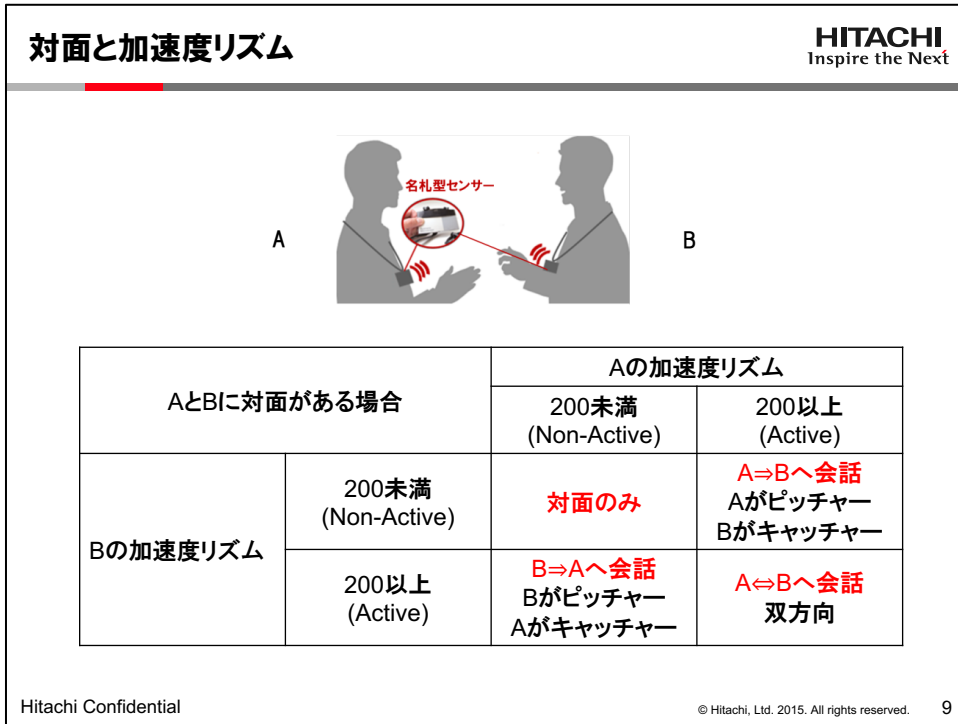 対面と加速度リズム
HITACHI
Inspire the Next
名札型センサー
A
B
AとBに対面がある場合
Aの加速度リズム
200未満
(Non-Active)
200以上
(Active)
Bの加速度リズム
200未満
(Non-Active)
対面のみ
A⇒Bへ会話
Aがピッチャー
Bがキャッチャー
200以上
(Active)
B⇒Aへ会話
Bがピッチャー
Aがキャッチャー
A⇔Bへ会話
双方向
Hitachi Confidential
© Hitachi, Ltd. 2015. All rights reserved.
9